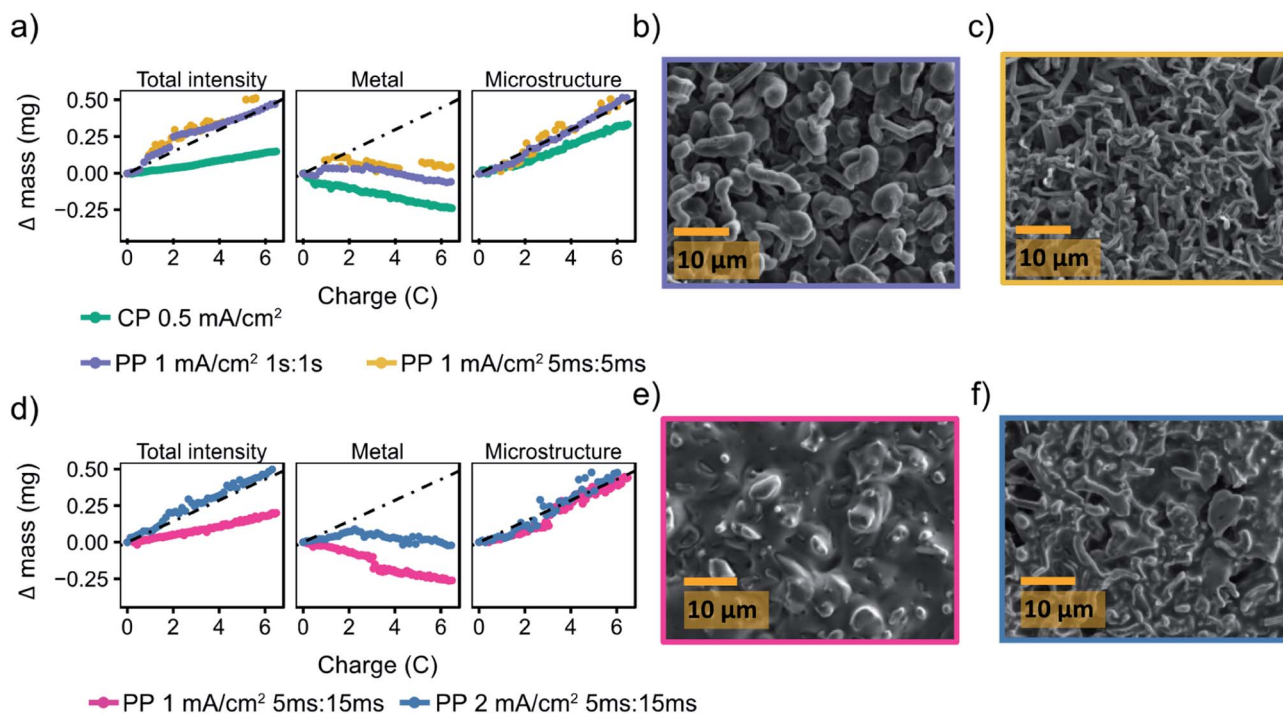 a)
b)
c)
Total intensity Metal Microstructure
0.50
0.25
0.00
−0.25
Δ mass (mg)
0 2 4 6 0 2 4 6 0 2 4 6
Charge (C)
CP 0.5 mA/cm²
PP 1 mA/cm² 1s:1s PP 1 mA/cm² 5ms:5ms
10 µm
10 µm
d)
e)
f)
Total intensity Metal Microstructure
0.50
0.25
0.00
−0.25
Δ mass (mg)
0 2 4 6 0 2 4 6 0 2 4 6
Charge (C)
PP 1 mA/cm² 5ms:15ms PP 2 mA/cm² 5ms:15ms
10 µm
10 µm